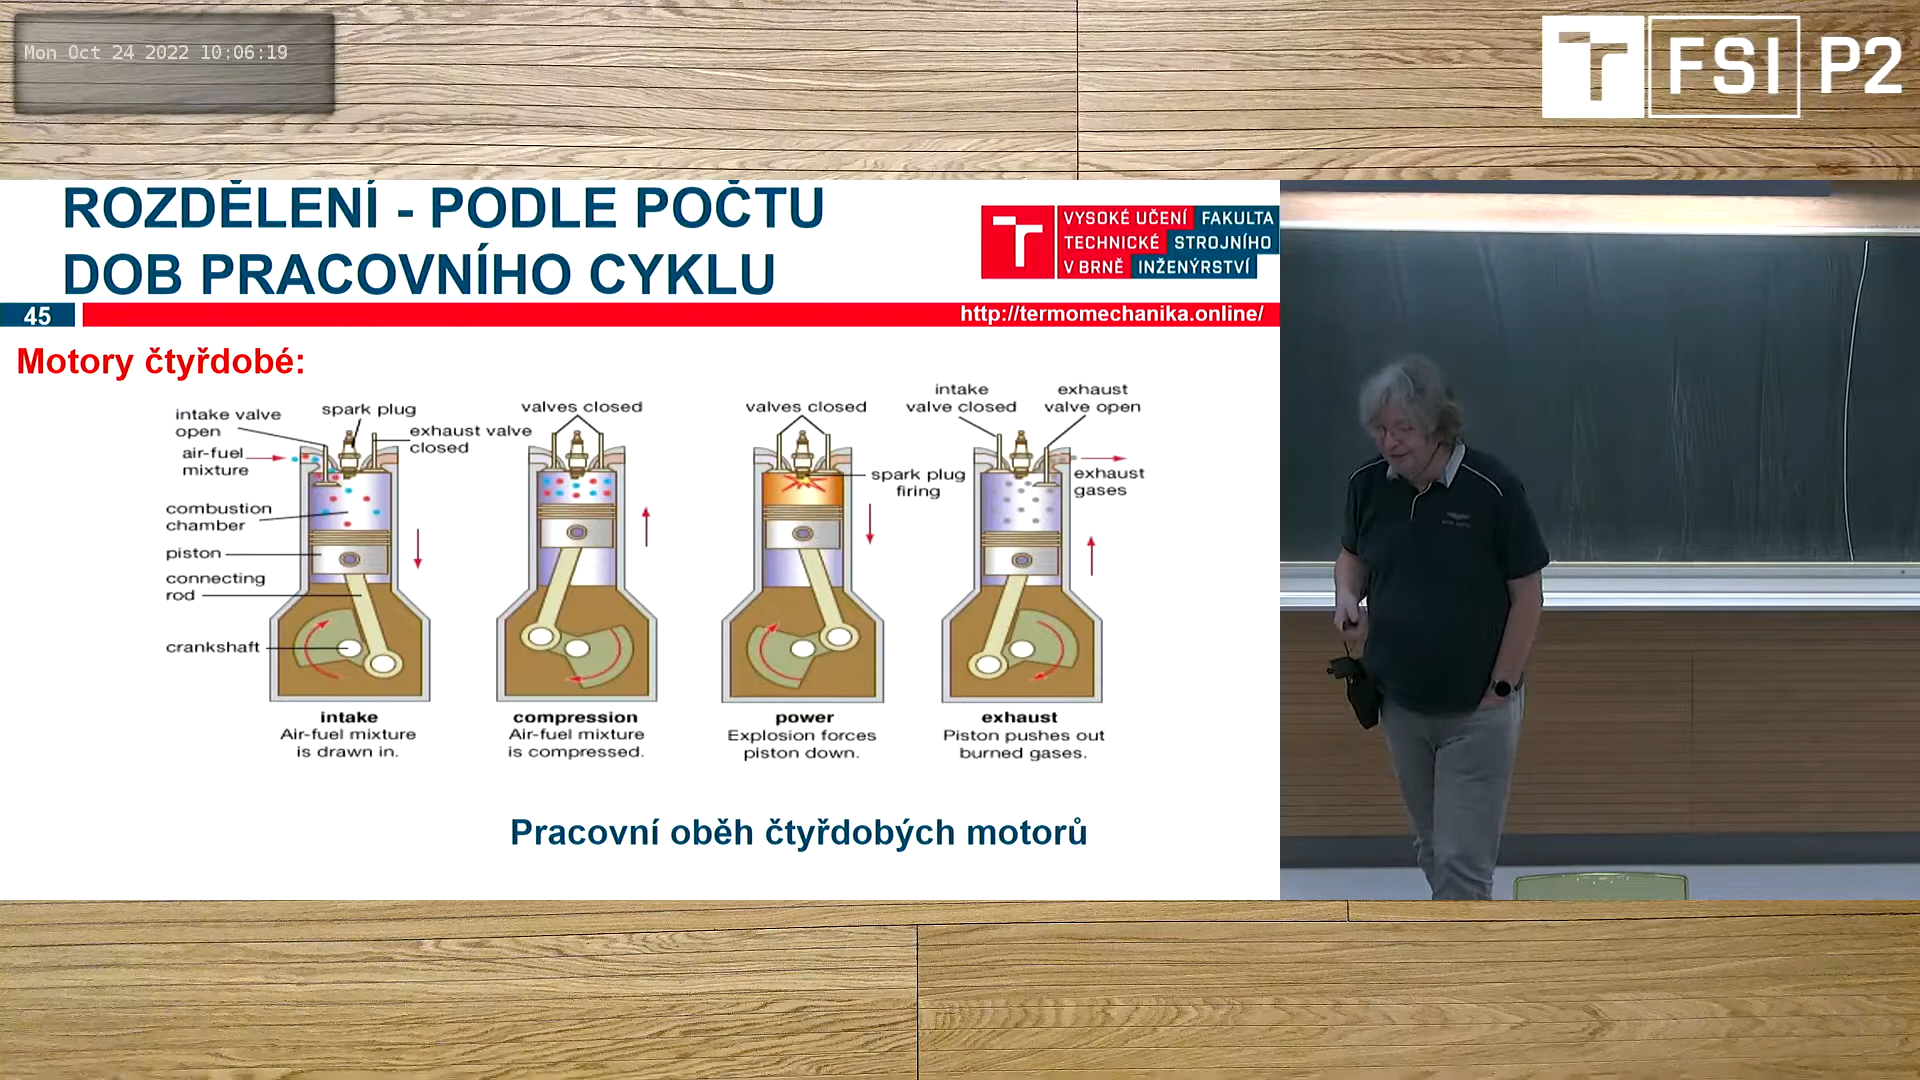 Mon Oct 24 2022 10:06:19
FSI P2
ROZDĚLENÍ - PODLE POČTU
DOB PRACOVNÍHO CYKLU
VYSOKÉ UČENÍ FAKULTA
TECHNICKÉ STROJNÍHO
V BRNĚ INŽENÝRSTVÍ
45
http://termomechanika.online/
Motory čtyřdobé:
intake valve
open
spark plug
exhaust valve
closed
air-fuel
mixture
combustion
chamber
piston
connecting
rod
crankshaft
intake
Air-fuel mixture
is drawn in.
valves closed
compression
Air-fuel mixture
is compressed.
valves closed
spark plug
firing
power
Explosion forces
piston down.
intake
valve closed
exhaust
valve open
exhaust
gases
exhaust
Piston pushes out
burned gases.
Pracovní oběh čtyřdobých motorů